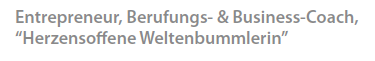 Entrepreneur, Berufungs- & Business-Coach,
“Herzensoffene Weltenbummlerin”